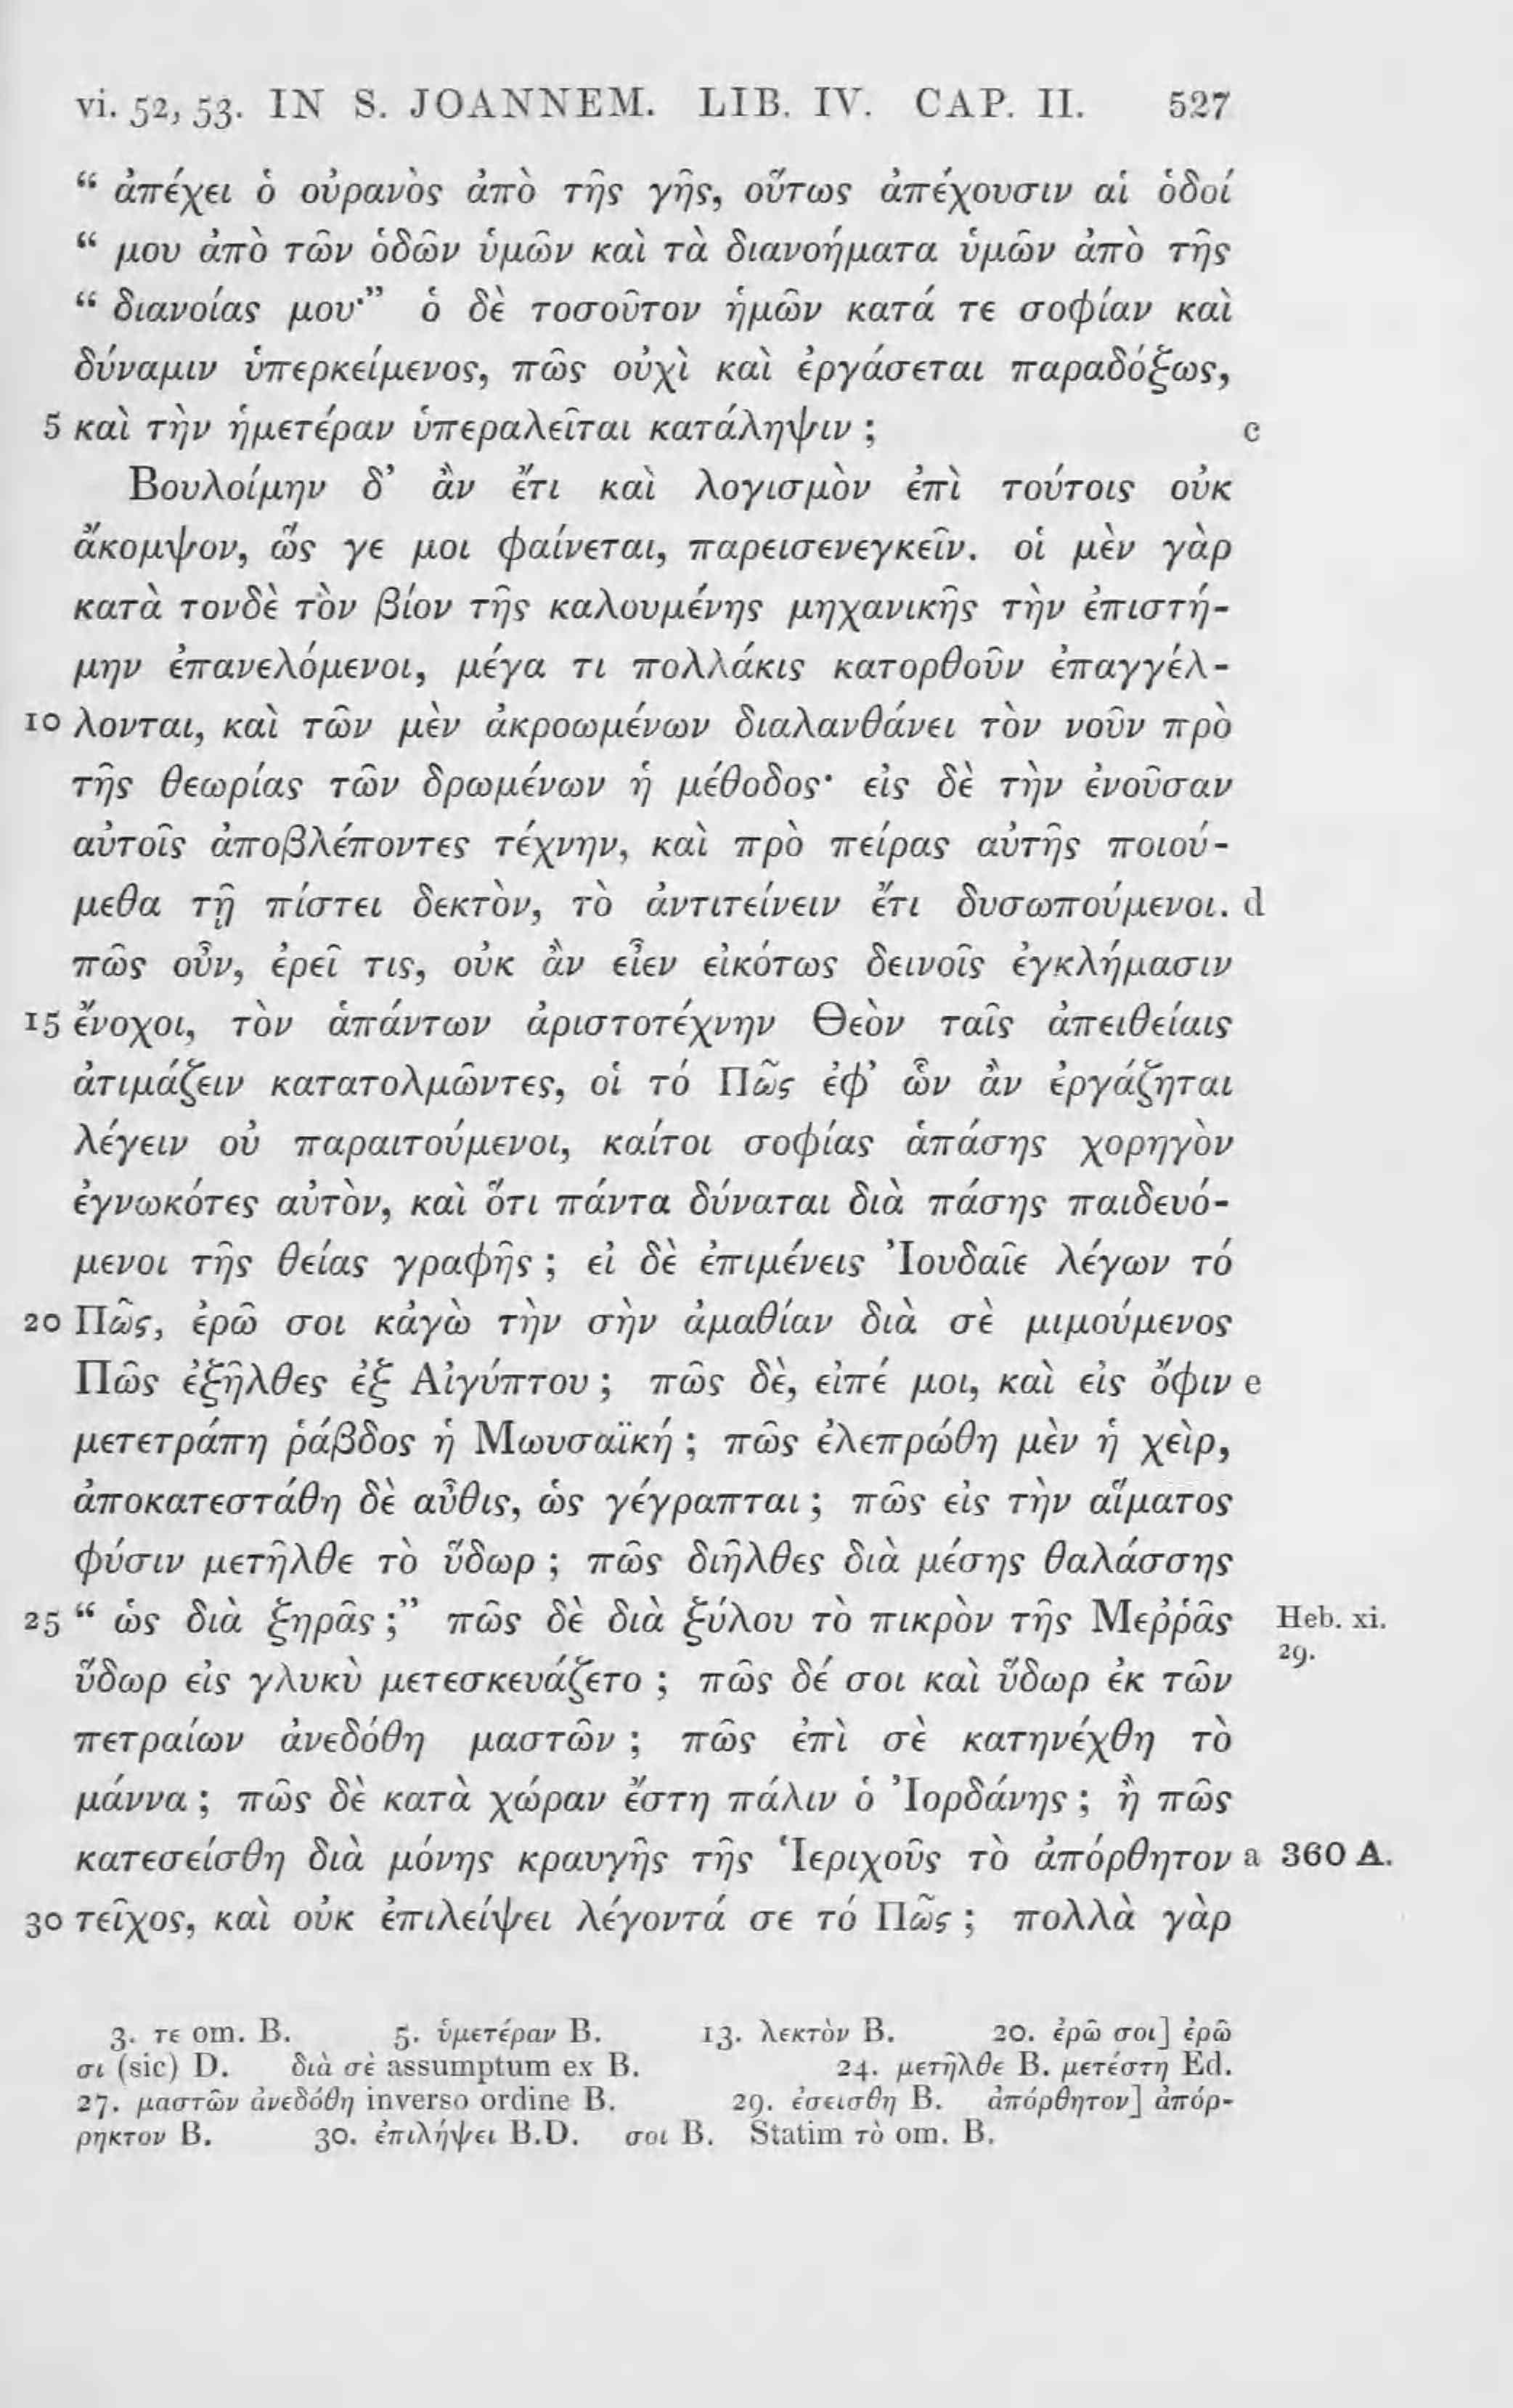 vi. 52, 53. IN S. JOANNEM. LIB. IV. CAP. II. 527
“ ἀπέχει ὁ οὐρανὸς ἀπὸ τῆς γῆς, οὕτως ἀπέχουσιν αἱ ὁδοί
“ μου ἀπὸ τῶν ὁδῶν ὑμῶν καὶ τὰ διανοήματα ὑμῶν ἀπὸ τῆς
“ διανοίας μου·” ὁ δὲ τοσοῦτον ἡμῶν κατά τε σοφίαν καὶ
δύναμιν ὑπερκείμενος, πῶς οὐχὶ καὶ ἐργάσεται παραδόξως,
5 καὶ τὴν ἡμετέραν ὑπεραλεῖται κατάληψιν ; c
Βουλοίμην δ’ ἂν ἔτι καὶ λογισμὸν ἐπὶ τούτοις οὐκ
ἄκομψον, ὥς γε μοι φαίνεται, παρεισενεγκεῖν. οἱ μὲν γὰρ
κατὰ τονδὲ τὸν βίον τῆς καλουμένης μηχανικῆς τὴν ἐπιστή-
μην ἐπανελόμενοι, μέγα τι πολλάκις κατορθοῦν ἐπαγγέλ-
10 λονται, καὶ τῶν μὲν ἀκροωμένων διαλανθάνει τὸν νοῦν πρὸ
τῆς θεωρίας τῶν δρωμένων ἡ μέθοδος· εἰς δὲ τὴν ἐνοῦσαν
αὐτοῖς ἀποβλέποντες τέχνην, καὶ πρὸ πείρας αὐτῆς ποιού-
μεθα τῇ πίστει δεκτὸν, τὸ ἀντιτείνειν ἔτι δυσωπούμενοι. d
πῶς οὖν, ἐρεῖ τις, οὐκ ἂν εἶεν εἰκότως δεινοῖς ἐγκλήμασιν
15 ἔνοχοι, τὸν ἁπάντων ἀριστοτέχνην Θεὸν ταῖς ἀπειθείαις
ἀτιμάζειν κατατολμῶντες, οἱ τό Πῶς ἐφ’ ὧν ἂν ἐργάζηται
λέγειν οὐ παραιτούμενοι, καίτοι σοφίας ἁπάσης χορηγὸν
ἐγνωκότες αὐτὸν, καὶ ὅτι πάντα δύναται διὰ πάσης παιδευό-
μενοι τῆς θείας γραφῆς ; εἰ δὲ ἐπιμένεις Ἰουδαῖε λέγων τό
20 Πῶς, ἐρῶ σοι κἀγὼ τὴν σὴν ἀμαθίαν διὰ σὲ μιμούμενος
Πῶς ἐξῆλθες ἐξ Αἰγύπτου ; πῶς δὲ, εἰπέ μοι, καὶ εἰς ὄφιν e
μετετράπη ῥάβδος ἡ Μωυσαϊκή ; πῶς ἐλεπρώθη μὲν ἡ χεὶρ,
ἀποκατεστάθη δὲ αὖθις, ὡς γέγραπται ; πῶς εἰς τὴν αἵματος
φύσιν μετῆλθε τὸ ὕδωρ ; πῶς διῆλθες διὰ μέσης θαλάσσης
25 “ ὡς διὰ ξηρᾶς ;” πῶς δὲ διὰ ξύλου τὸ πικρὸν τῆς Μεῤῥᾶς Heb. xi.
29.
ὕδωρ εἰς γλυκὺ μετεσκευάζετο ; πῶς δέ σοι καὶ ὕδωρ ἐκ τῶν
πετραίων ἀνεδόθη μαστῶν ; πῶς ἐπὶ σὲ κατηνέχθη τὸ
μάννα ; πῶς δὲ κατὰ χώραν ἔστη πάλιν ὁ Ἰορδάνης ; ἢ πῶς
κατεσείσθη διὰ μόνης κραυγῆς τῆς Ἱεριχοῦς τὸ ἀπόρθητον a 360 A.
30 τεῖχος, καὶ οὐκ ἐπιλείψει λέγοντά σε τό Πῶς ; πολλὰ γὰρ
3. τε om. B. 5. ὑμετέραν B. 13. λεκτὸν B. 20. ἐρῶ σοι] ἐρῶ
σι (sic) D. διὰ σὲ assumptum ex B. 24. μετῆλθε B. μετέστη Ed.
27. μαστῶν ἀνεδόθη inverso ordine B. 29. ἐσεισθη B. ἀπόρθητον] ἀπόρ-
ρηκτον B. 30. ἐπιλήψει B.D. σοι B. Statim τὸ om. B.